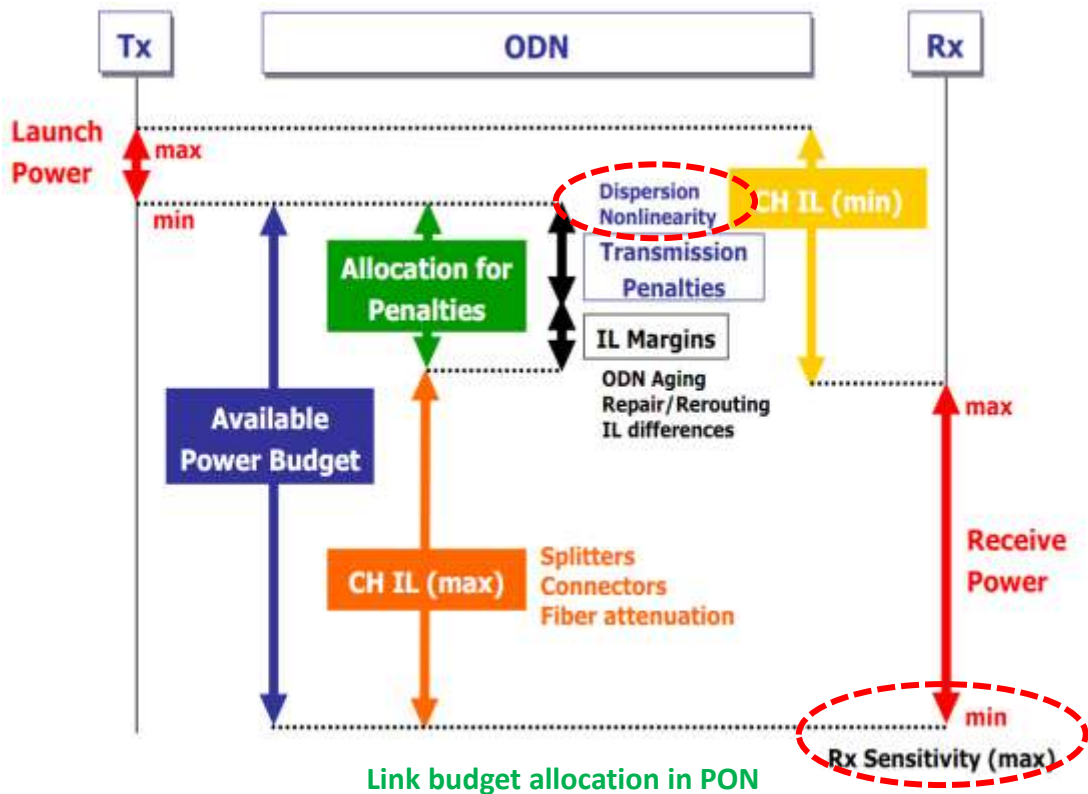 Tx
ODN
Rx
Launch
Power
max
min
Dispersion
Nonlinearity
CH IL (min)
Allocation for
Penalties
Transmission
Penalties
IL Margins
ODN Aging
Repair/Rerouting
IL differences
Available
Power Budget
max
CH IL (max)
Splitters
Connectors
Fiber attenuation
Receive
Power
min
Rx Sensitivity (max)
Link budget allocation in PON